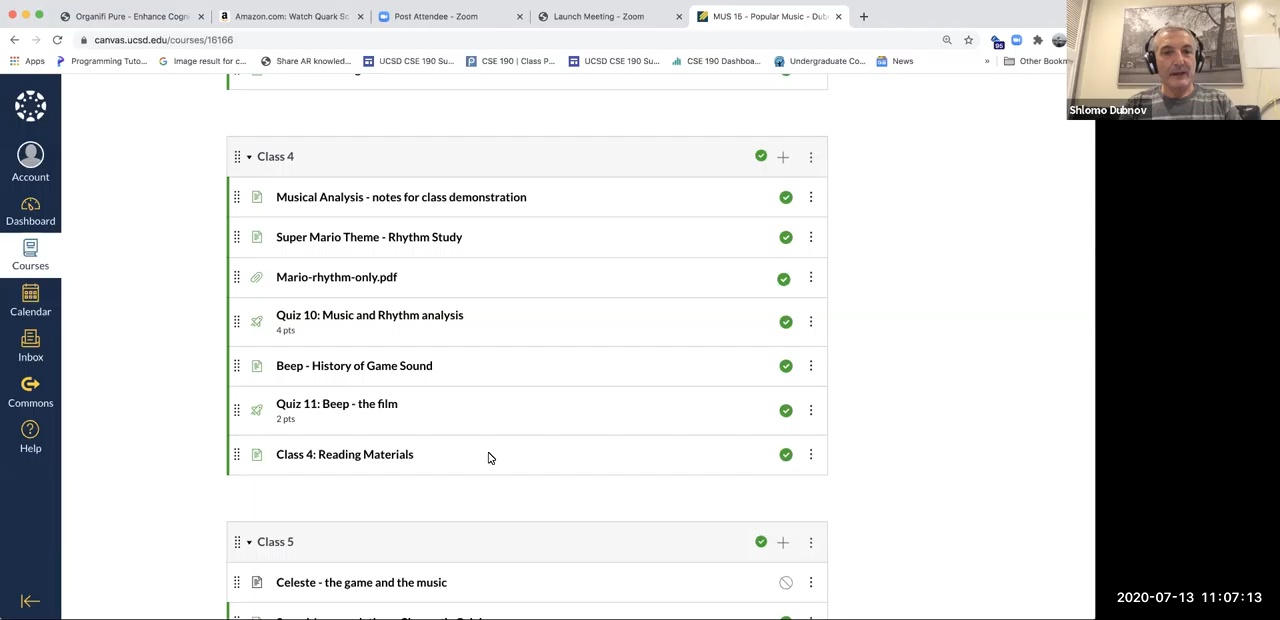 Organifi Pure - Enhance Cogni
Amazon.com: Watch Quark Sc
Post Attendee - Zoom
Launch Meeting - Zoom
MUS 15 - Popular Music - Dub
canvas.ucsd.edu/courses/16166
95
Apps
Programming Tuto...
Image result for c...
Share AR knowled...
UCSD CSE 190 Su...
CSE 190 | Class P...
UCSD CSE 190 Su...
CSE 190 Dashboa...
Undergraduate Co...
News
»
Other Bookm
Shlomo Dubnov
Account
Dashboard
Courses
Calendar
Inbox
Commons
Help
Class 4
Musical Analysis - notes for class demonstration
Super Mario Theme - Rhythm Study
Mario-rhythm-only.pdf
Quiz 10: Music and Rhythm analysis
4 pts
Beep - History of Game Sound
Quiz 11: Beep - the film
2 pts
Class 4: Reading Materials
Class 5
Celeste - the game and the music
2020-07-13 11:07:13